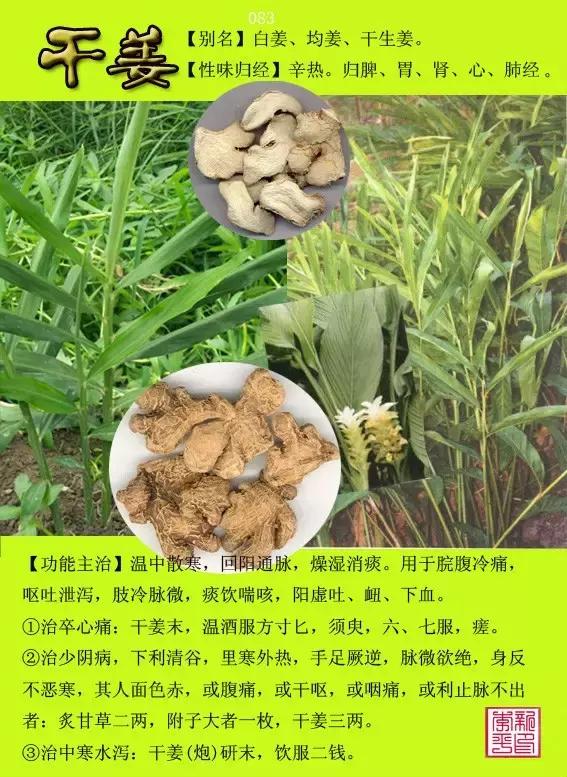 083
干姜
【别名】白姜、均姜、干生姜。
【性味归经】辛热。归脾、胃、肾、心、肺经。
【功能主治】温中散寒，回阳通脉，燥湿消痰。用于脘腹冷痛，
呕吐泄泻，肢冷脉微，痰饮喘咳，阳虚吐、衄、下血。
①治卒心痛：干姜末，温酒服方寸匕，须臾，六、七服，瘥。
②治少阴病，下利清谷，里寒外热，手足厥逆，脉微欲绝，身反
不恶寒，其人面色赤，或腹痛，或干呕，或咽痛，或利止脉不出
者：炙甘草二两，附子大者一枚，干姜三两。
③治中寒水泻：干姜(炮)研末，饮服二钱。